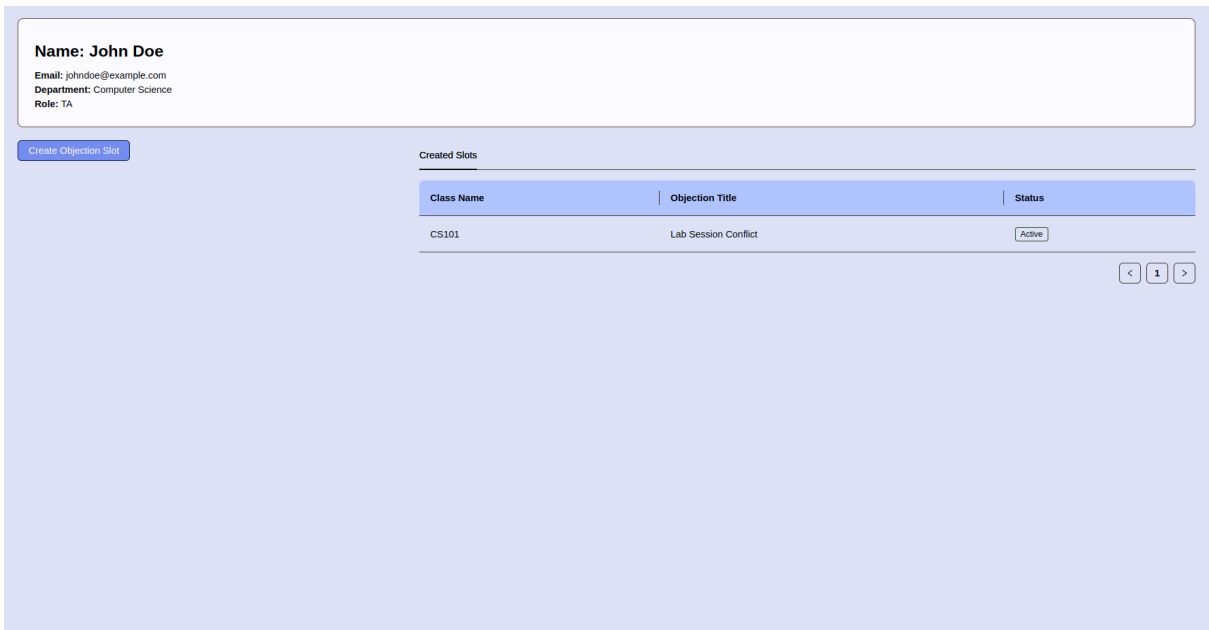 Name: John Doe
Email: johndoe@example.com
Department: Computer Science
Role: TA
Create Objection Slot
Created Slots
Class Name Objection Title Status
CS101 Lab Session Conflict Active
< 1 >